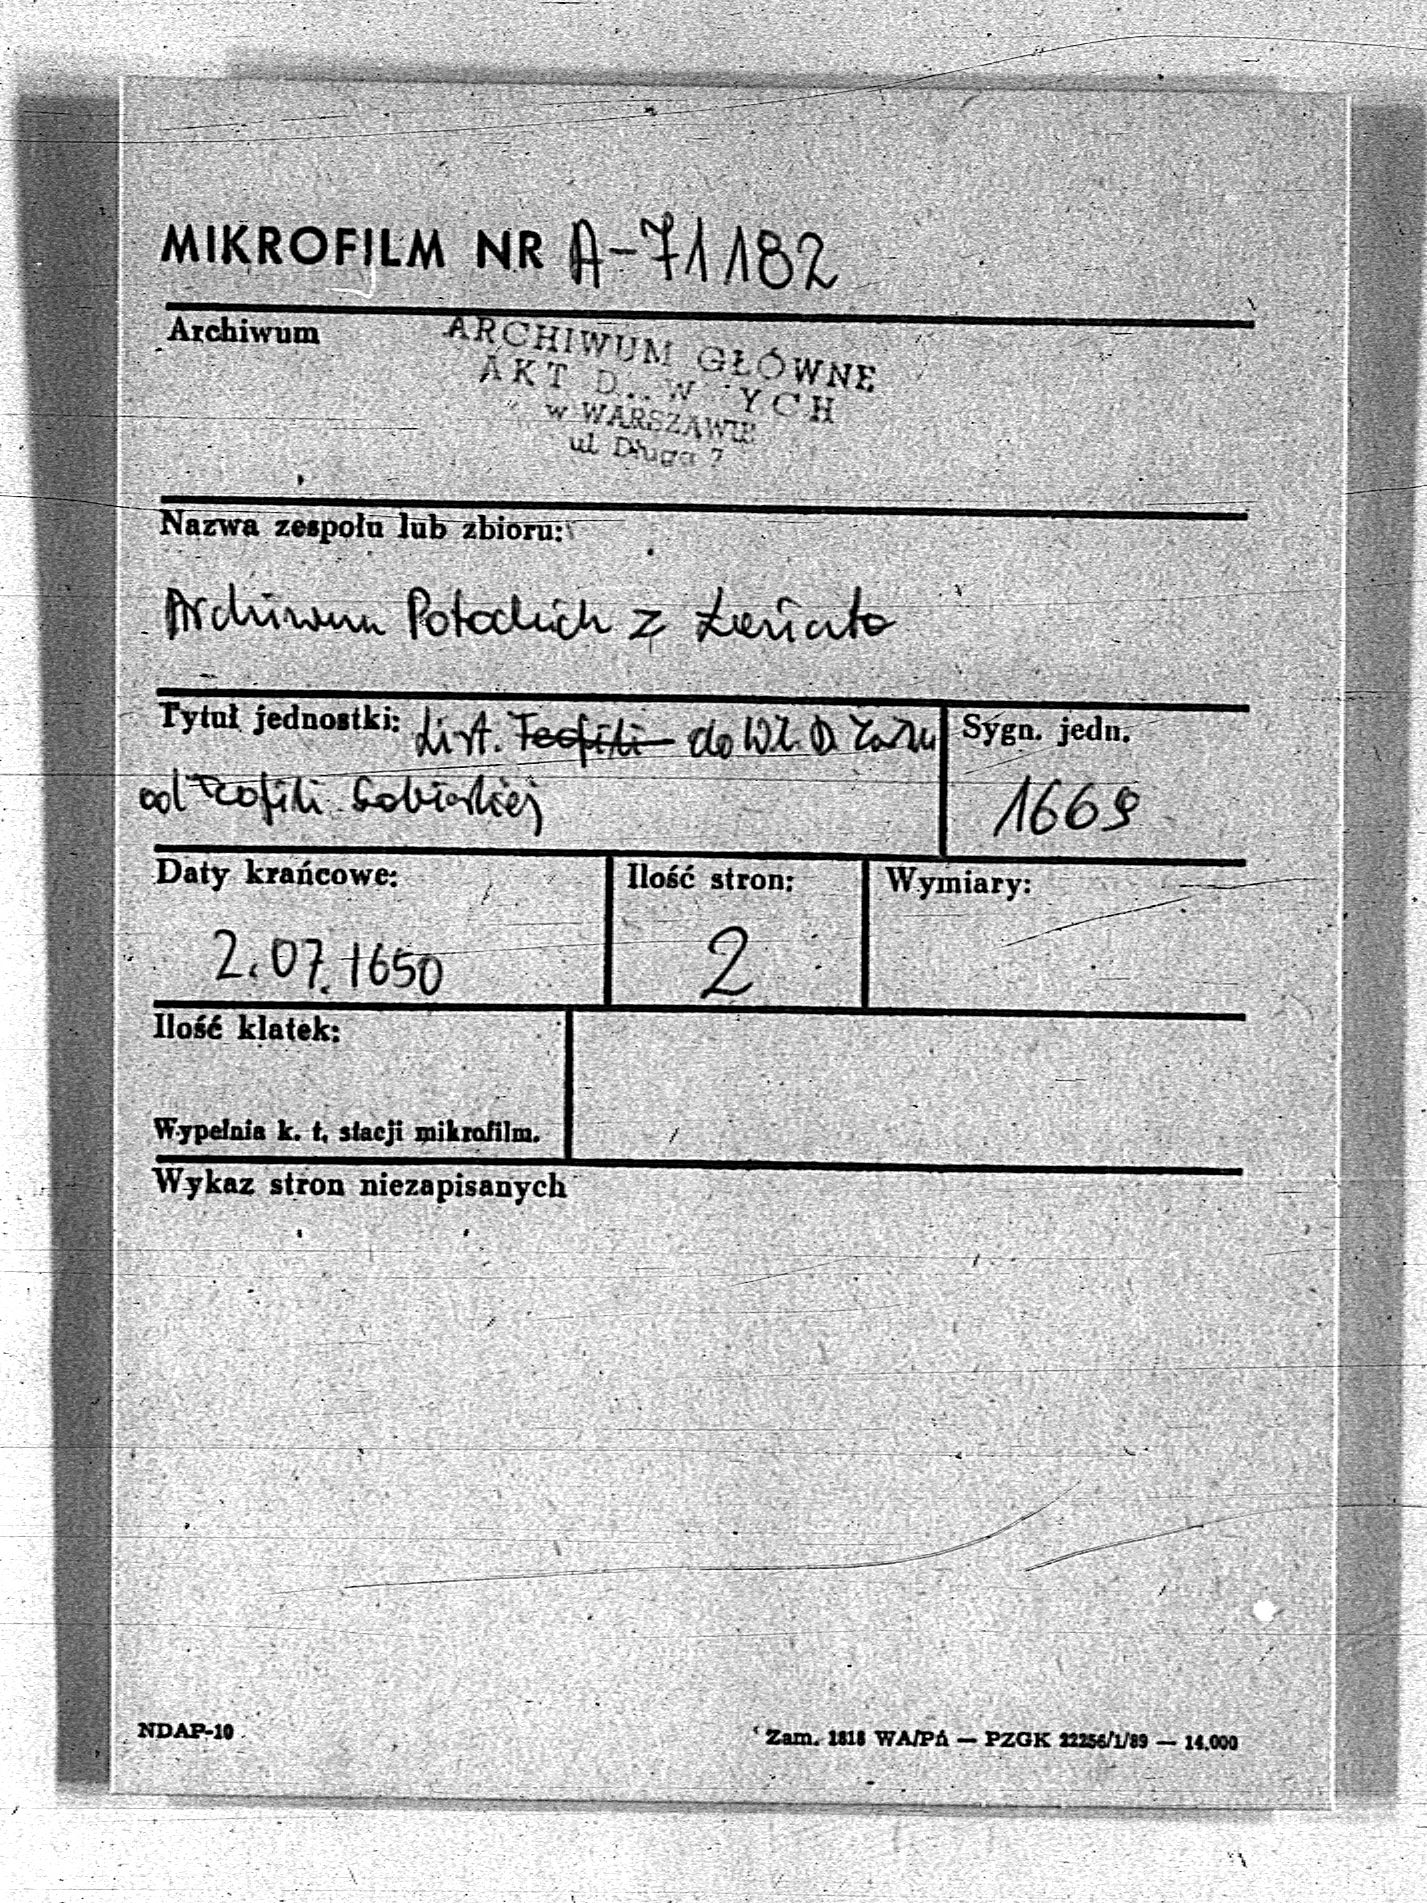 MIKROFILM NR A-71182
Archiwum
ARCHIWUM GŁÓWNE
AKT D..W YCH
w WARSZAWIE
ul Długa 7
Nazwa zespołu lub zbioru:
Archiwum Potockich z Łańcuta
Tytuł jednostki: List. Teofili do Wł. D.
od Teofili Sobieskiej
Sygn. jedn.
1669
Daty krańcowe:
2.07.1650
Ilość stron:
2
Wymiary:
Ilość klatek:
Wypełnia k. t. stacji mikrofilm.
Wykaz stron niezapisanych
NDAP-10
Zam. 1818 WA/PA — PZGK 22256/1/89 — 14.000